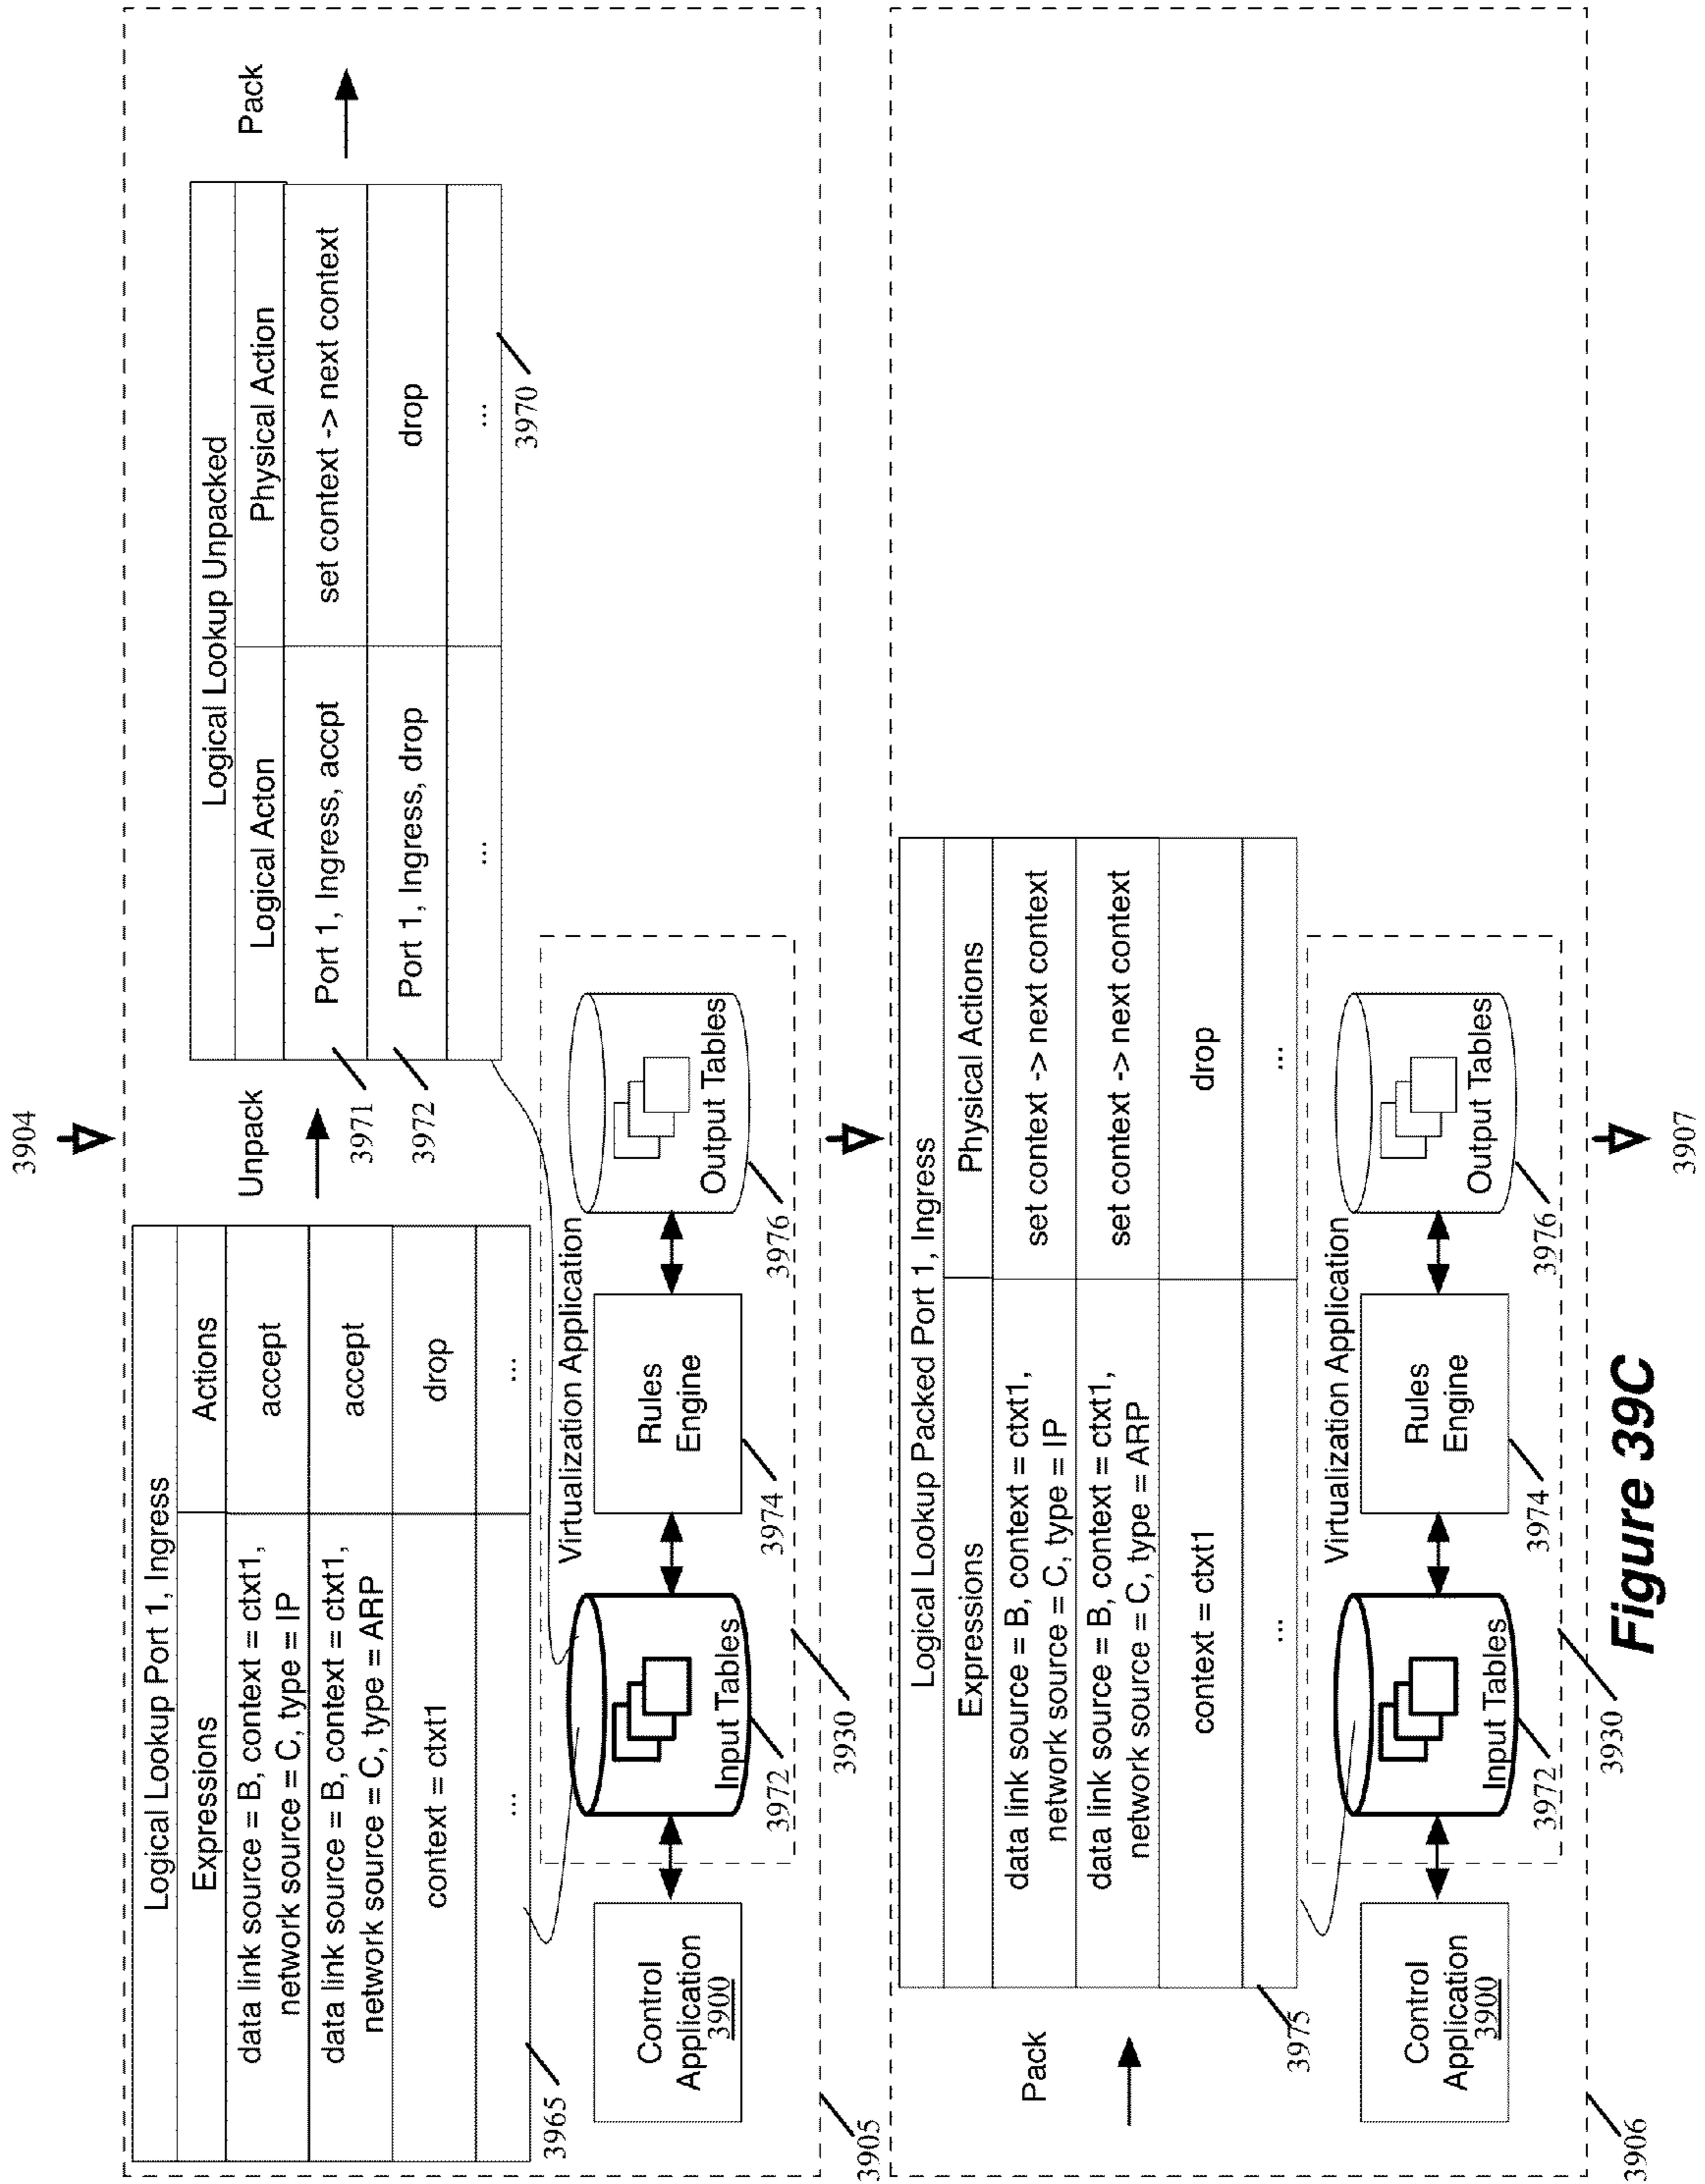 3904
Logical Lookup Port 1, Ingress
Expressions
Actions
data link source = B, context = ctxt1,
network source = C, type = IP
accept
data link source = B, context = ctxt1,
network source = C, type = ARP
accept
context = ctxt1
drop
...
...
3965
Unpack
Logical Lookup Unpacked
Logical Acton
Physical Action
Port 1, Ingress, accpt
set context -> next context
Port 1, Ingress, drop
drop
...
...
3971
3972
3970
Pack
Virtualization Application
Control
Application
3900
Input Tables
3972
Rules
Engine
3974
Output Tables
3976
3930
3905
Pack
Logical Lookup Packed Port 1, Ingress
Expressions
Physical Actions
data link source = B, context = ctxt1,
network source = C, type = IP
set context -> next context
data link source = B, context = ctxt1,
network source = C, type = ARP
set context -> next context
context = ctxt1
drop
...
...
3975
Virtualization Application
Control
Application
3900
Input Tables
3972
Rules
Engine
3974
Output Tables
3976
3930
3906
Figure 39C
3907